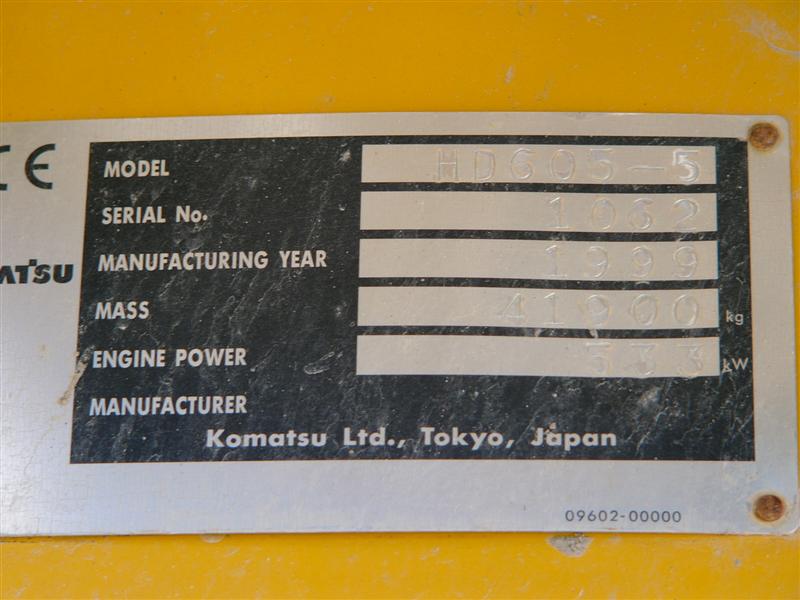 CE
MODEL HD605-5
SERIAL No. 1062
MANUFACTURING YEAR 1999
ATSU
MASS 41900 kg
ENGINE POWER 533 kW
MANUFACTURER
Komatsu Ltd., Tokyo, Japan
09602-00000